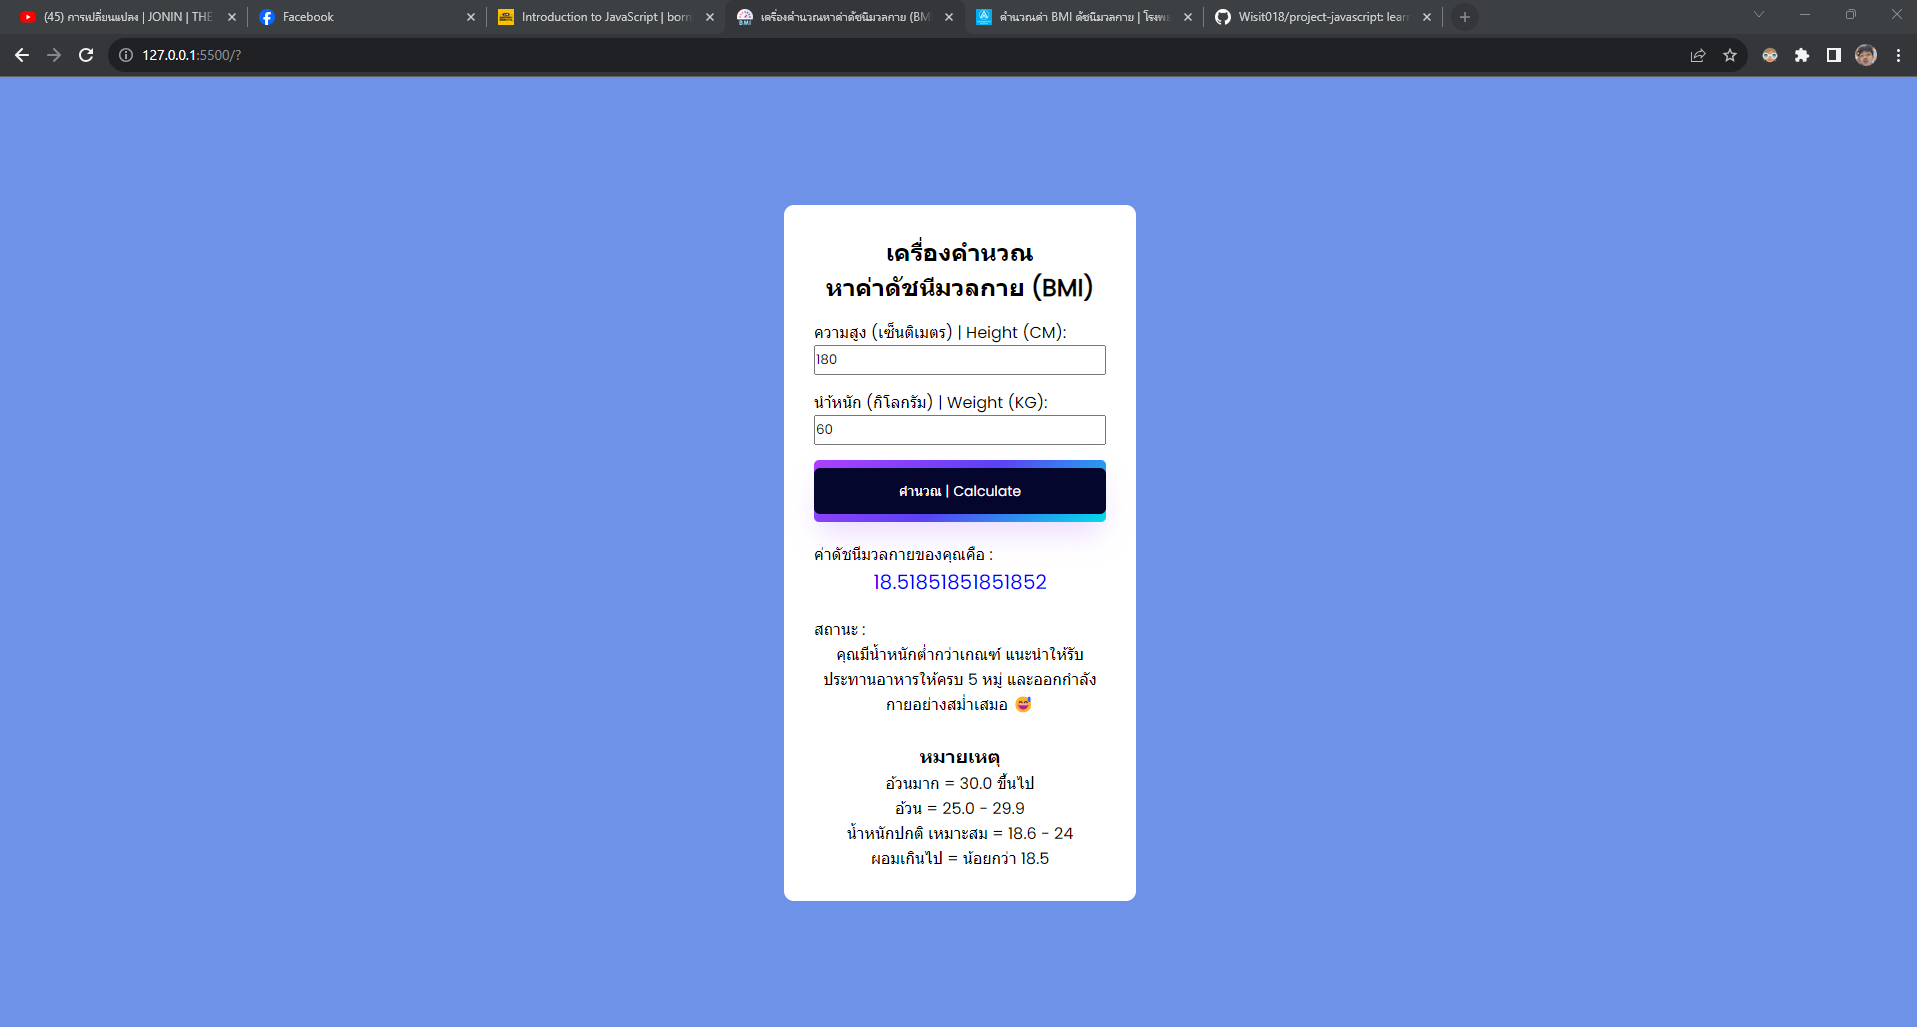 (45) การเปลี่ยนแปลง | JONIN | THE
Facebook
Introduction to JavaScript | born
เครื่องคำนวณหาค่าดัชนีมวลกาย (BM
คำนวณค่า BMI ดัชนีมวลกาย | โรงพย
Wisit018/project-javascript: lear
127.0.0.1:5500/?
เครื่องคำนวณ
หาค่าดัชนีมวลกาย (BMI)
ความสูง (เซ็นติเมตร) | Height (CM):
180
นำ้หนัก (กิโลกรัม) | Weight (KG):
60
คำนวณ | Calculate
ค่าดัชนีมวลกายของคุณคือ :
18.51851851851852
สถานะ :
คุณมีน้ำหนักต่ำกว่าเกณฑ์ แนะนำให้รับ
ประทานอาหารให้ครบ 5 หมู่ และออกกำลัง
กายอย่างสม่ำเสมอ 😅
หมายเหตุ
อ้วนมาก = 30.0 ขึ้นไป
อ้วน = 25.0 - 29.9
น้ำหนักปกติ เหมาะสม = 18.6 - 24
ผอมเกินไป = น้อยกว่า 18.5